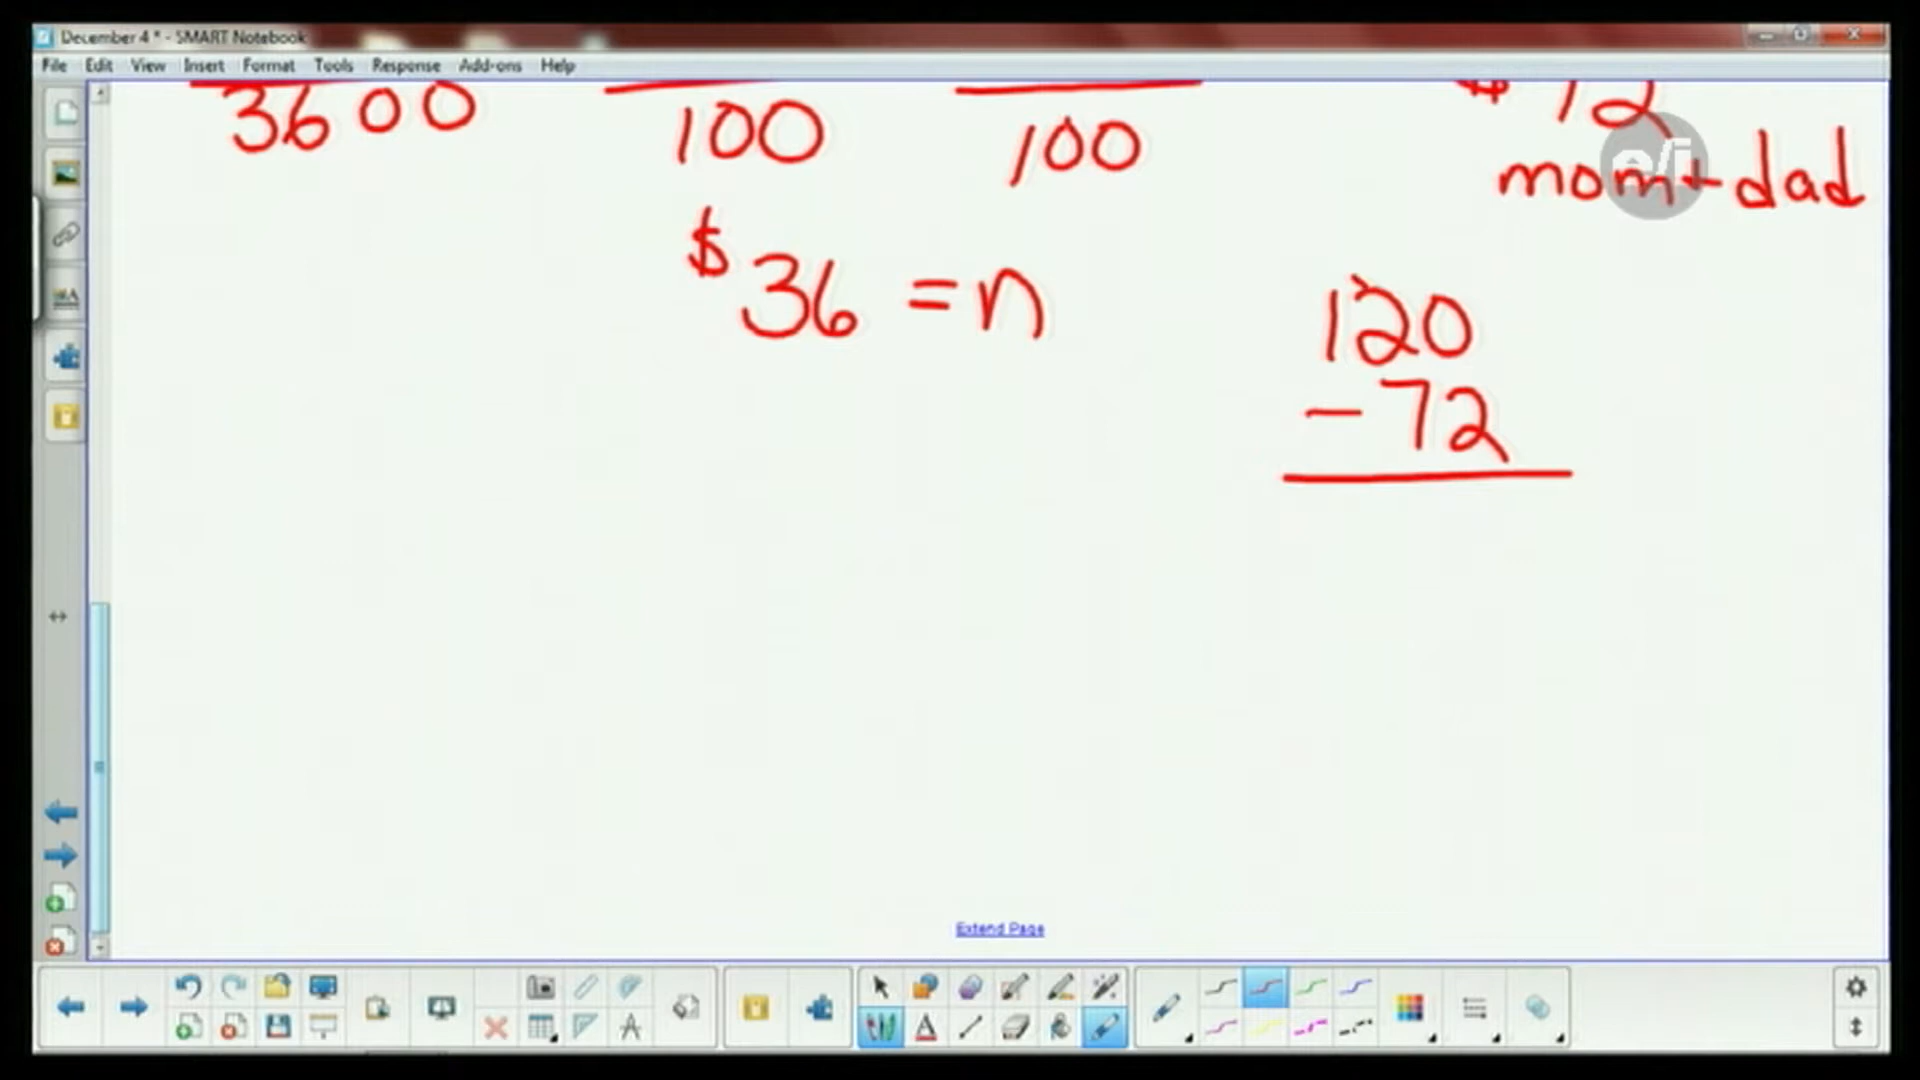 December 4 * - SMART Notebook
File Edit View Insert Format Tools Response Add-ons Help
3600 100 100 $72
mom + dad
$36 = n
120
- 72
Extend Page